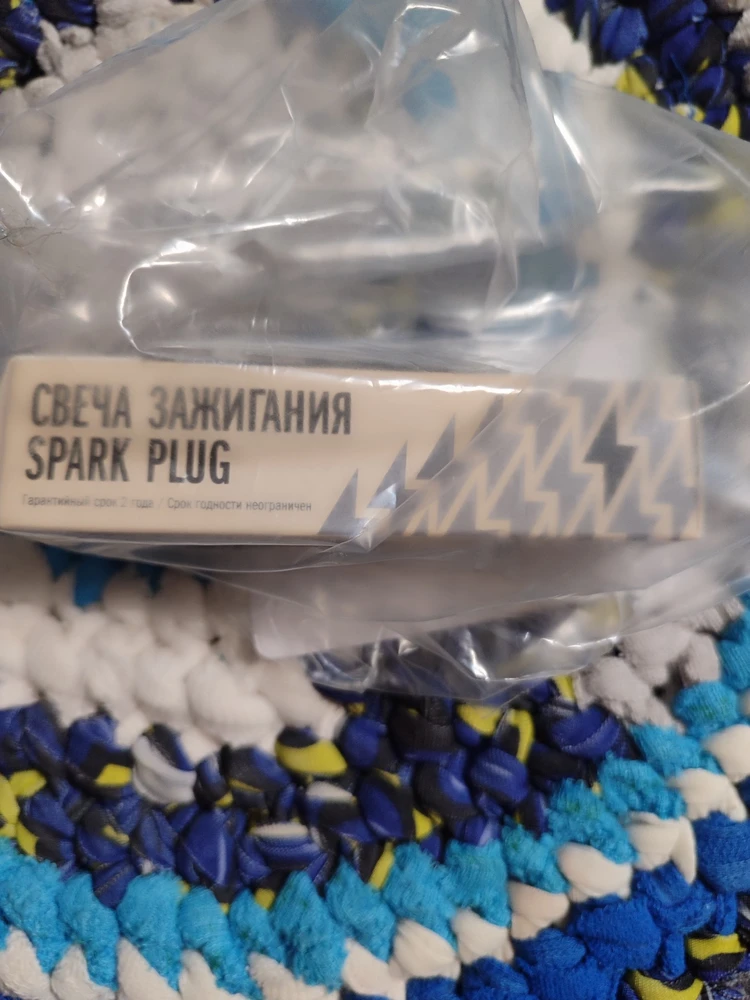 СВЕЧА ЗАЖИГАНИЯ
SPARK PLUG
Гарантийный срок 2 года / Срок годности неограничен